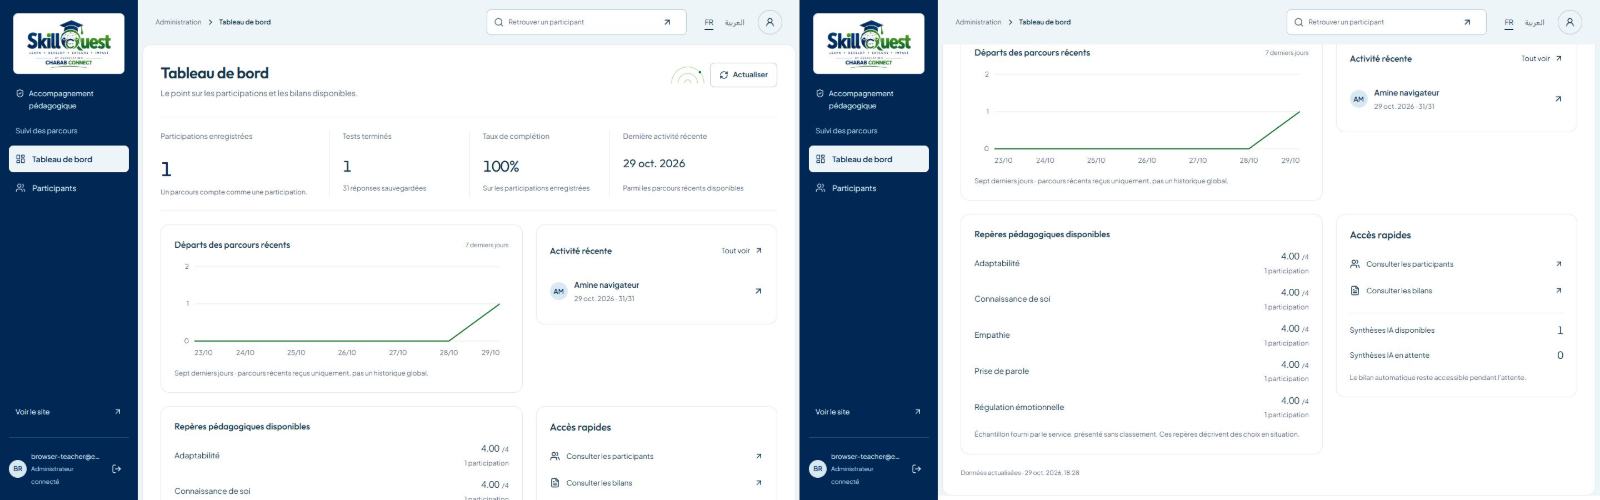 SkillQuest
CHABAB CONNECT
Accompagnement
pédagogique
Suivi des parcours
Tableau de bord
Participants
Voir le site
BR
browser-teacher@e...
Administrateur
connecté
Administration > Tableau de bord
Retrouver un participant
FR
العربية
Tableau de bord
Le point sur les participations et les bilans disponibles.
Actualiser
Participations enregistrées
1
Un parcours compte comme une participation.
Tests terminés
1
31 réponses sauvegardées
Taux de complétion
100%
Sur les participations enregistrées
Dernière activité récente
29 oct. 2026
Parmi les parcours récents disponibles
Départs des parcours récents
7 derniers jours
2
1
0
23/10 24/10 25/10 26/10 27/10 28/10 29/10
Sept derniers jours · parcours récents reçus uniquement, pas un historique global.
Activité récente
Tout voir
AM
Amine navigateur
29 oct. 2026 · 31/31
Repères pédagogiques disponibles
Adaptabilité
4.00 /4
1 participation
Connaissance de soi
4.00 /4
1 participation
Accès rapides
Consulter les participants
Consulter les bilans
SkillQuest
CHABAB CONNECT
Accompagnement
pédagogique
Suivi des parcours
Tableau de bord
Participants
Voir le site
BR
browser-teacher@e...
Administrateur
connecté
Administration > Tableau de bord
Retrouver un participant
FR
العربية
Départs des parcours récents
7 derniers jours
2
1
0
23/10 24/10 25/10 26/10 27/10 28/10 29/10
Sept derniers jours · parcours récents reçus uniquement, pas un historique global.
Activité récente
Tout voir
AM
Amine navigateur
29 oct. 2026 · 31/31
Repères pédagogiques disponibles
Adaptabilité
4.00 /4
1 participation
Connaissance de soi
4.00 /4
1 participation
Empathie
4.00 /4
1 participation
Prise de parole
4.00 /4
1 participation
Régulation émotionnelle
4.00 /4
1 participation
Échantillon fourni par le service, présenté sans classement. Ces repères décrivent des choix en situation.
Accès rapides
Consulter les participants
Consulter les bilans
Synthèses IA disponibles
1
Synthèses IA en attente
0
Le bilan automatique reste accessible pendant l'attente.
Données actualisées · 29 oct. 2026, 18:28